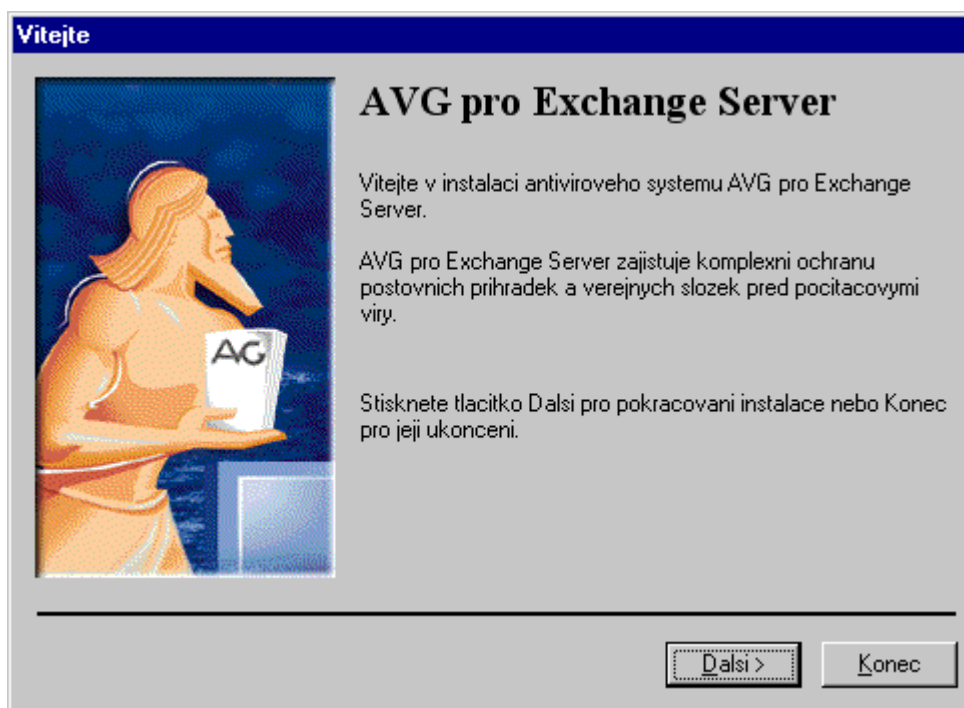 Vitejte
AVG pro Exchange Server
Vitejte v instalaci antiviroveho systemu AVG pro Exchange
Server.
AVG pro Exchange Server zajistuje komplexni ochranu
postovnich prihradek a verejnych slozek pred pocitacovymi
viry.
AG
Stisknete tlacitko Dalsi pro pokracovani instalace nebo Konec
pro jeji ukonceni.
Dalsi >
Konec